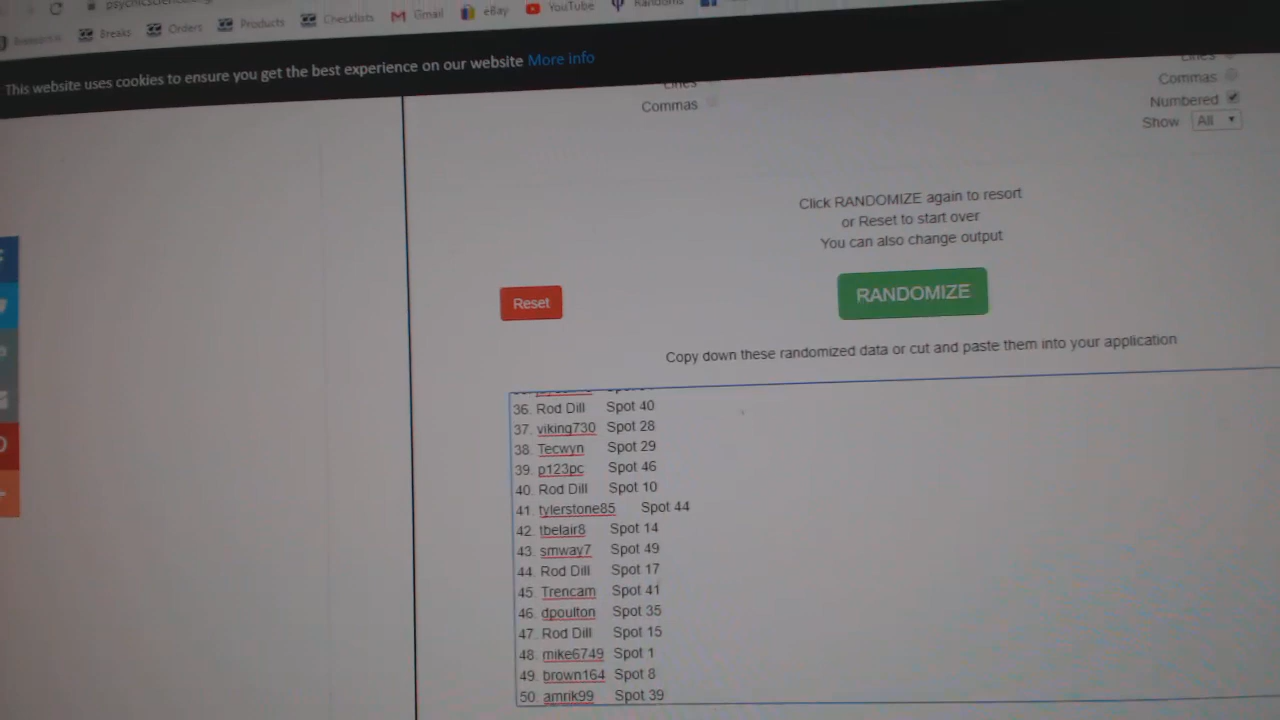 Breaks Orders Products Checklists Gmail eBay YouTube Randoms
This website uses cookies to ensure you get the best experience on our website More info
Lines
Commas
Lines
Commas
Numbered
Show All
Click RANDOMIZE again to resort
or Reset to start over
You can also change output
Reset
RANDOMIZE
Copy down these randomized data or cut and paste them into your application
36. Rod Dill Spot 40
37. viking730 Spot 28
38. Tecwyn Spot 29
39. p123pc Spot 46
40. Rod Dill Spot 10
41. tylerstone85 Spot 44
42. tbelair8 Spot 14
43. smway7 Spot 49
44. Rod Dill Spot 17
45. Trencam Spot 41
46. dpoulton Spot 35
47. Rod Dill Spot 15
48. mike6749 Spot 1
49. brown164 Spot 8
50. amrik99 Spot 39